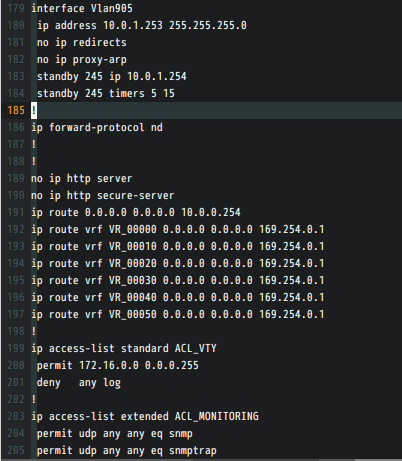 179 interface Vlan905
180 ip address 10.0.1.253 255.255.255.0
181 no ip redirects
182 no ip proxy-arp
183 standby 245 ip 10.0.1.254
184 standby 245 timers 5 15
185 !
186 ip forward-protocol nd
187 !
188 !
189 no ip http server
190 no ip http secure-server
191 ip route 0.0.0.0 0.0.0.0 10.0.0.254
192 ip route vrf VR_00000 0.0.0.0 0.0.0.0 169.254.0.1
193 ip route vrf VR_00010 0.0.0.0 0.0.0.0 169.254.0.1
194 ip route vrf VR_00020 0.0.0.0 0.0.0.0 169.254.0.1
195 ip route vrf VR_00030 0.0.0.0 0.0.0.0 169.254.0.1
196 ip route vrf VR_00040 0.0.0.0 0.0.0.0 169.254.0.1
197 ip route vrf VR_00050 0.0.0.0 0.0.0.0 169.254.0.1
198 !
199 ip access-list standard ACL_VTY
200 permit 172.16.0.0 0.0.0.255
201 deny   any log
202 !
203 ip access-list extended ACL_MONITORING
204 permit udp any any eq snmp
205 permit udp any any eq snmptrap